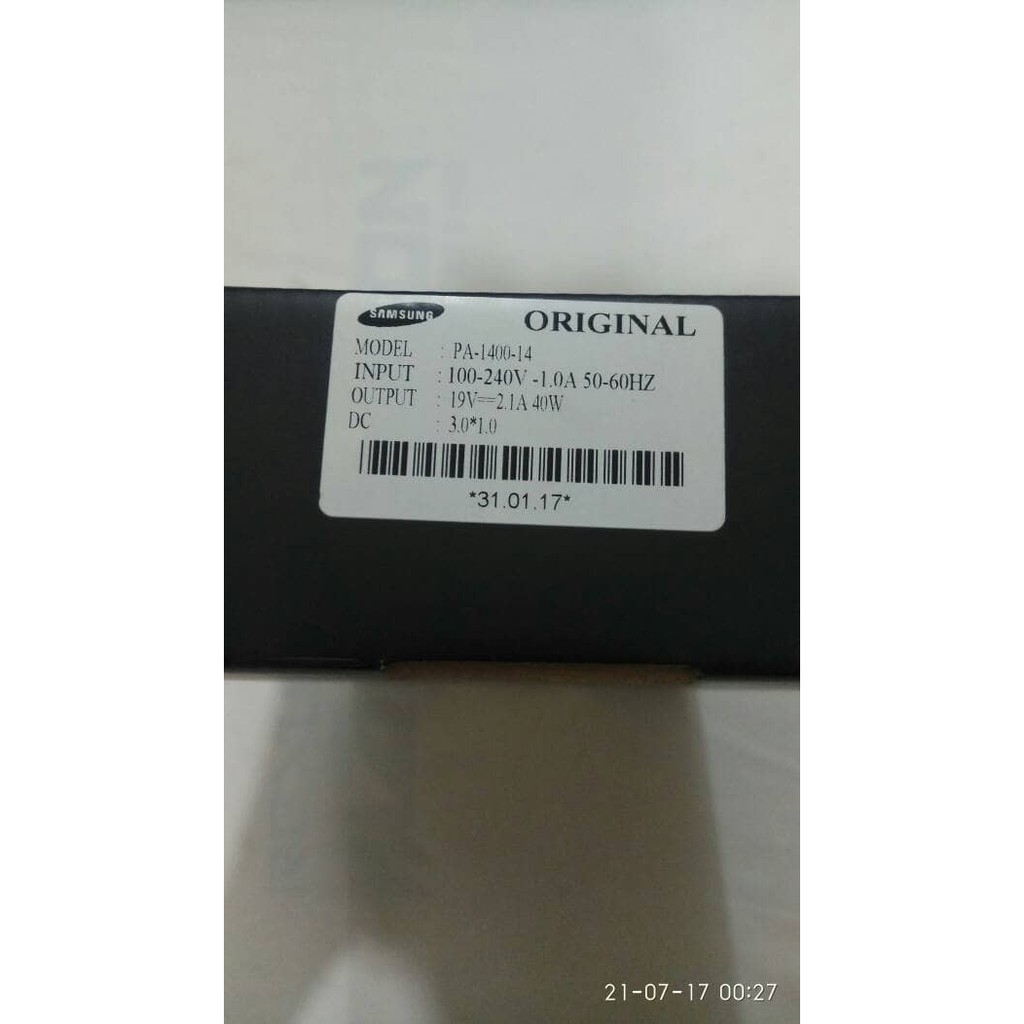 SAMSUNG
ORIGINAL
MODEL : PA-1400-14
INPUT : 100-240V -1.0A 50-60HZ
OUTPUT : 19V==2.1A 40W
DC : 3.0*1.0
*31.01.17*
21-07-17 00:27